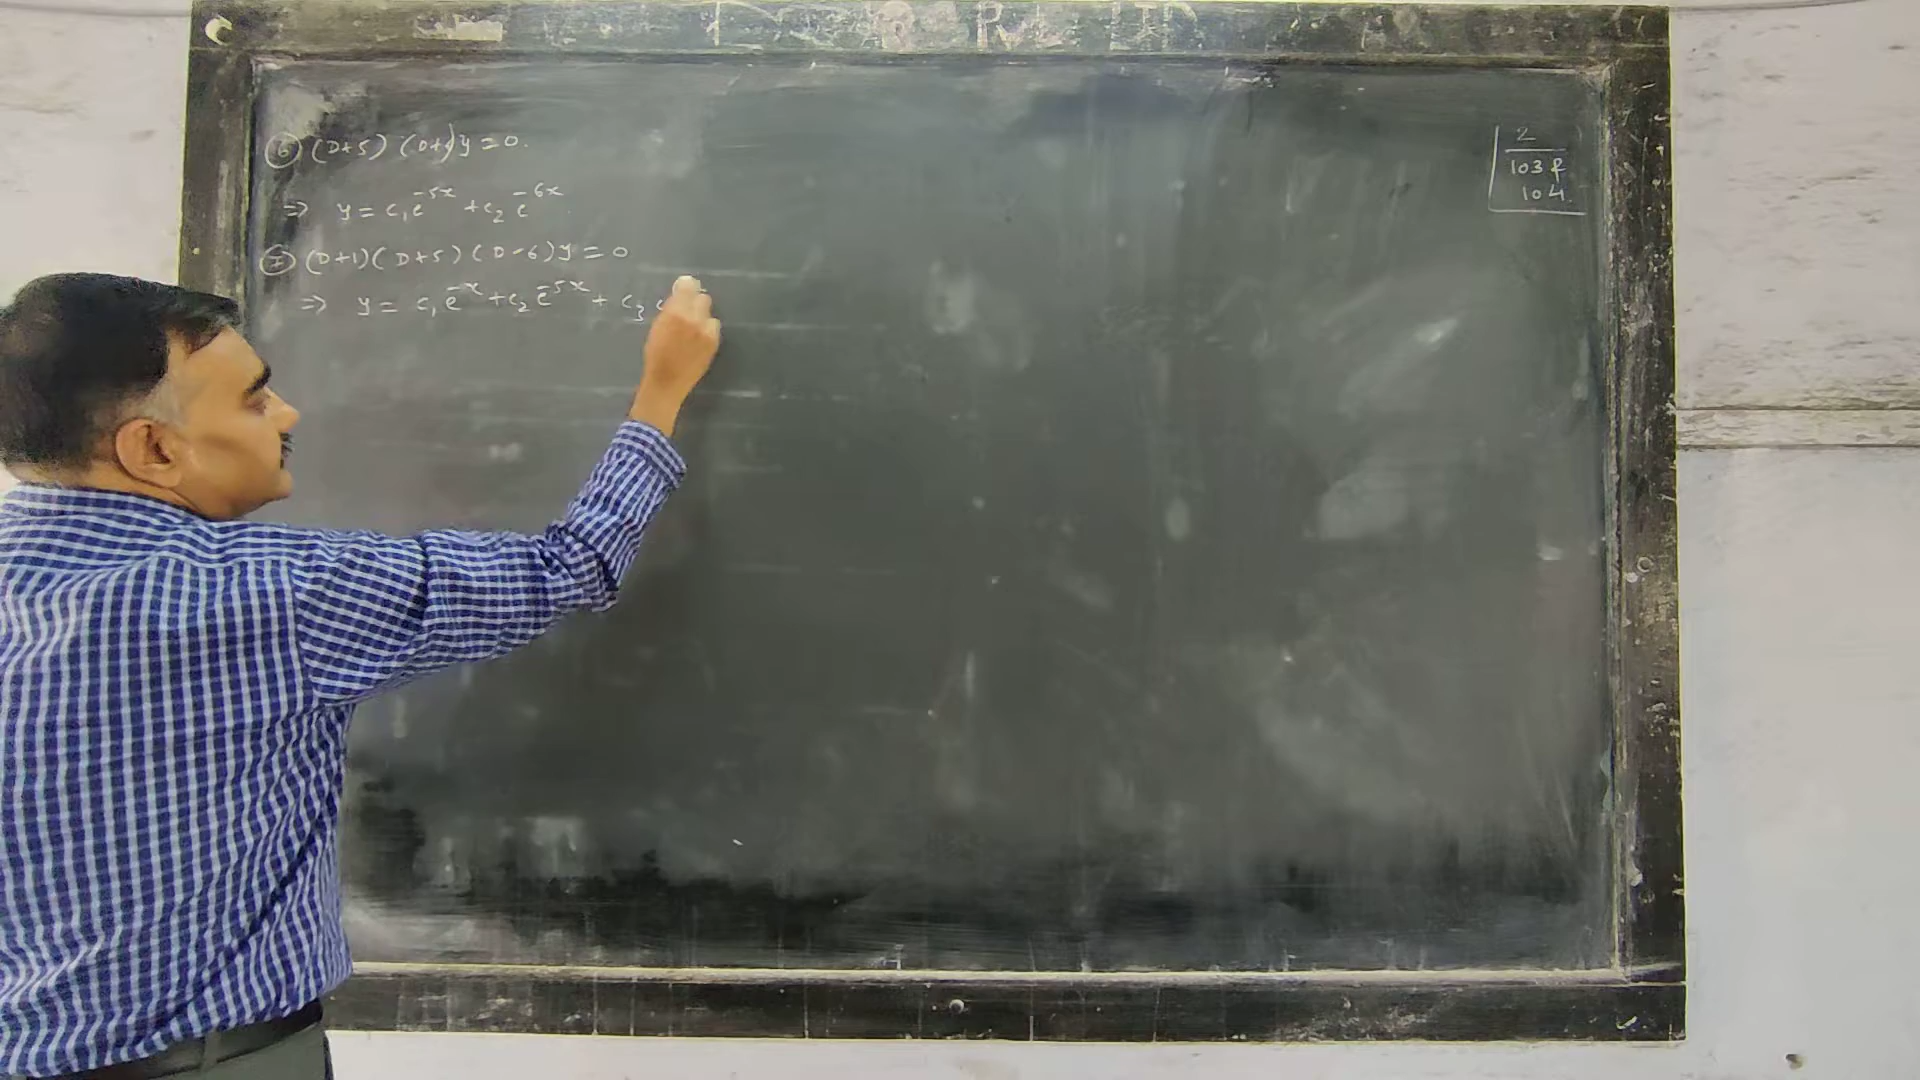 ⑥ (D+5) (D+6)y = 0.
⇒ y = c₁e⁻⁵ˣ + c₂ e⁻⁶ˣ
⑦ (D+1)(D+5)(D-6)y = 0
⇒ y = c₁e⁻ˣ + c₂e⁻⁵ˣ + c₃ e
2
103 &
104